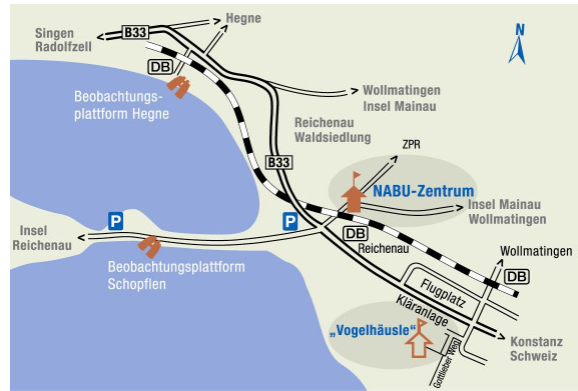 Hegne
N
Singen
Radolfzell
B33
DB
Beobachtungs-
plattform Hegne
Wollmatingen
Insel Mainau
Reichenau
Waldsiedlung
ZPR
B33
NABU-Zentrum
Insel Mainau
Wollmatingen
P
P
DB
Insel
Reichenau
Reichenau
Wollmatingen
Beobachtungsplattform
Schopflen
DB
Flugplatz
Kläranlage
„Vogelhäusle“
Konstanz
Schweiz
Gottlieber Weg